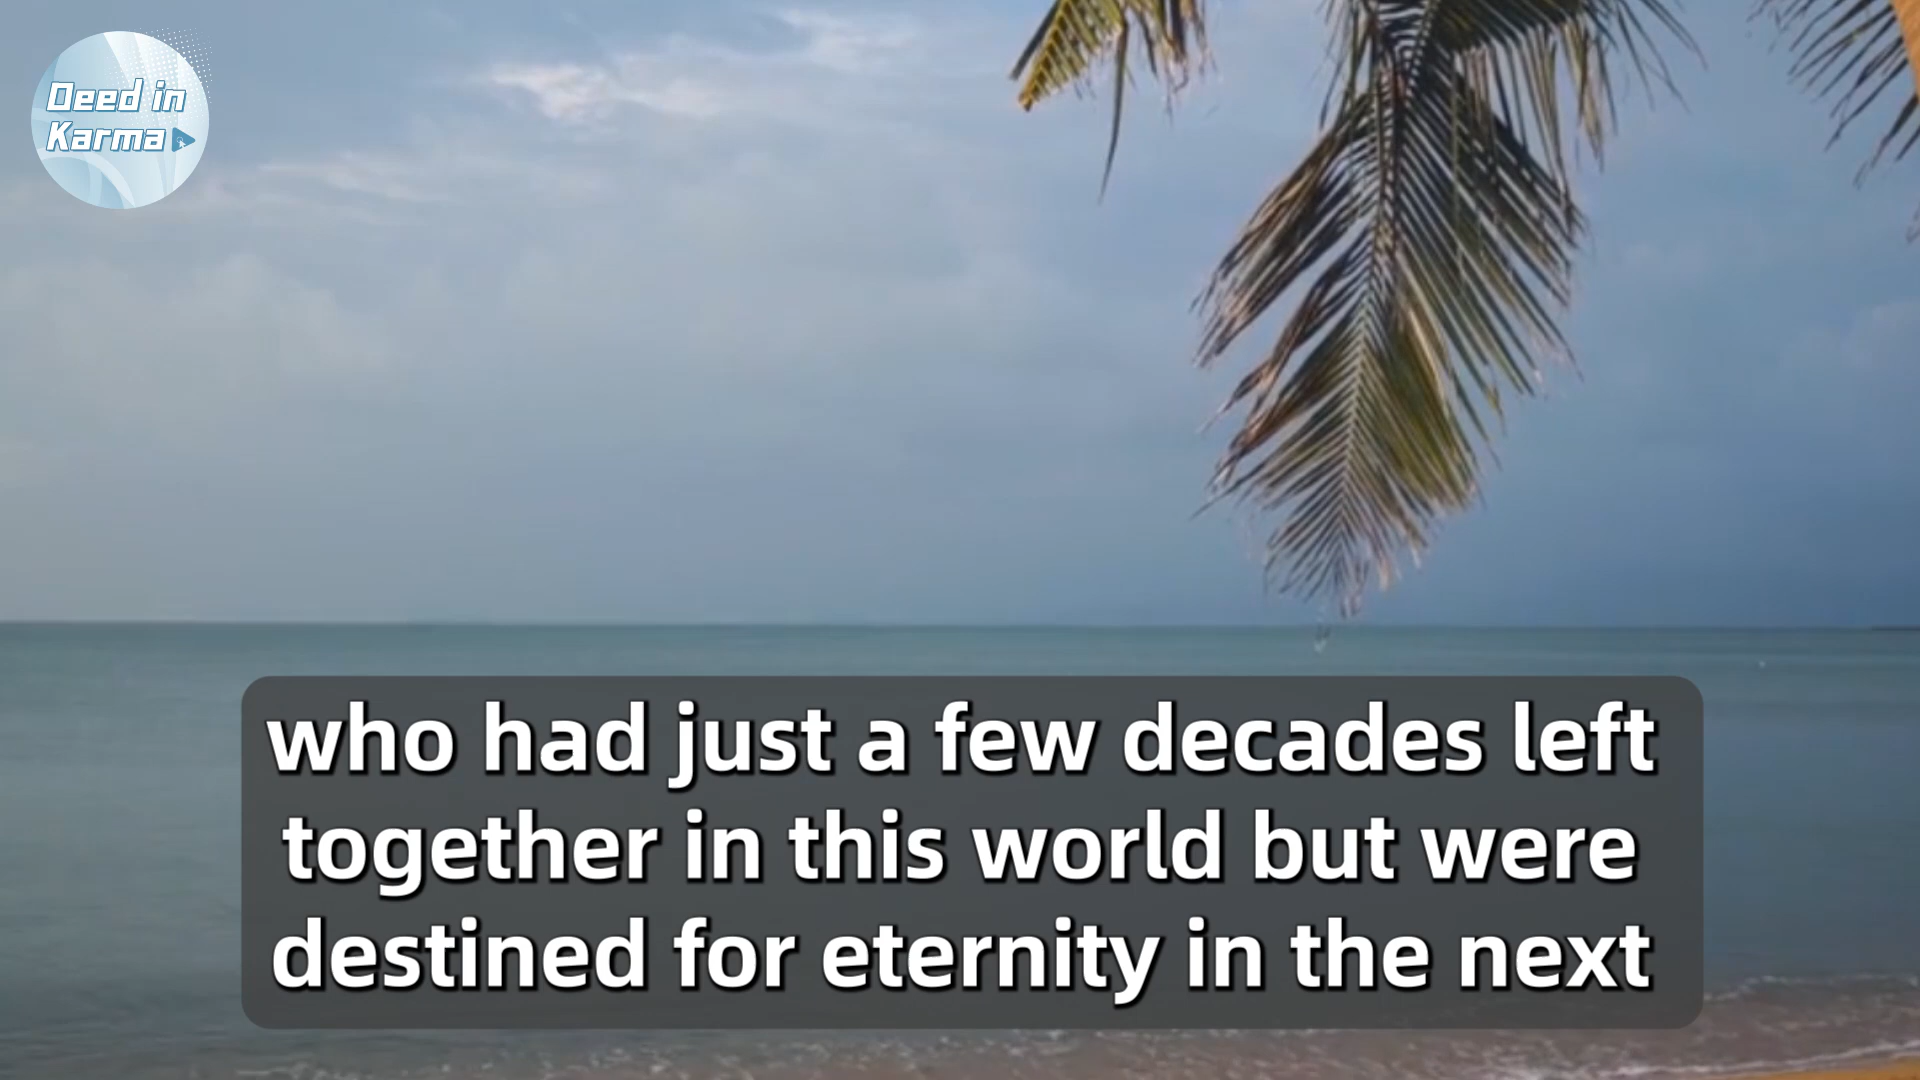 Deed in
Karma
who had just a few decades left
together in this world but were
destined for eternity in the next